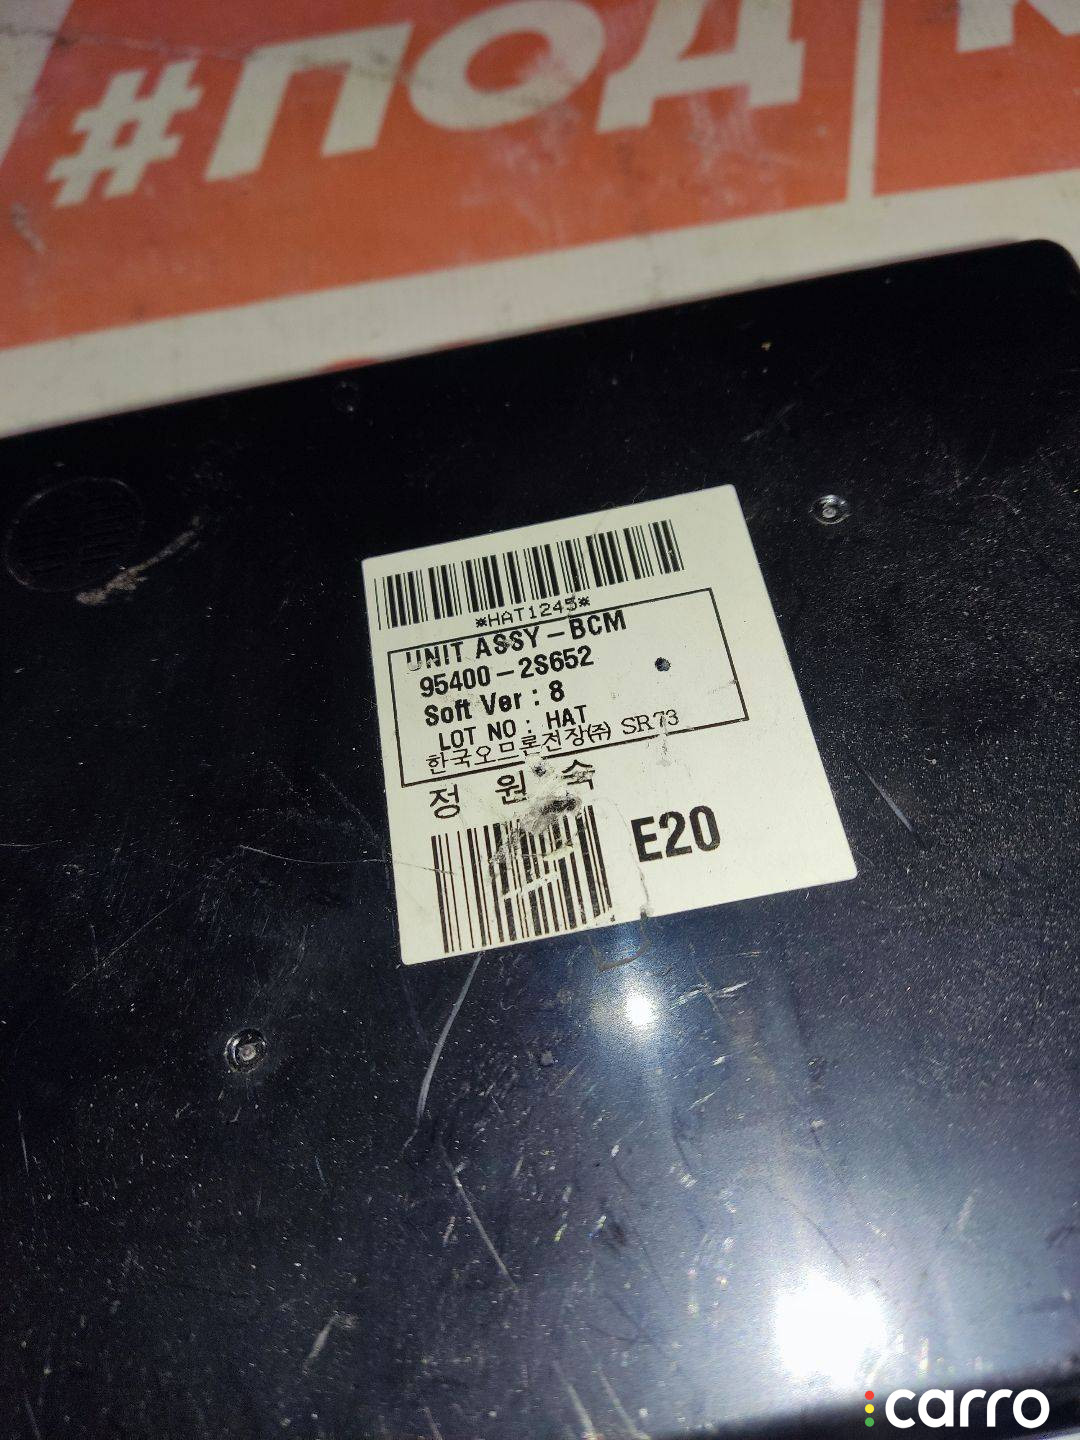 #ПОД
*HAT1245*
UNIT ASSY-BCM
95400-2S652
Soft Ver : 8
LOT NO : HAT
한국오므론전장㈜ SR73
정 원 숙
E20
carro